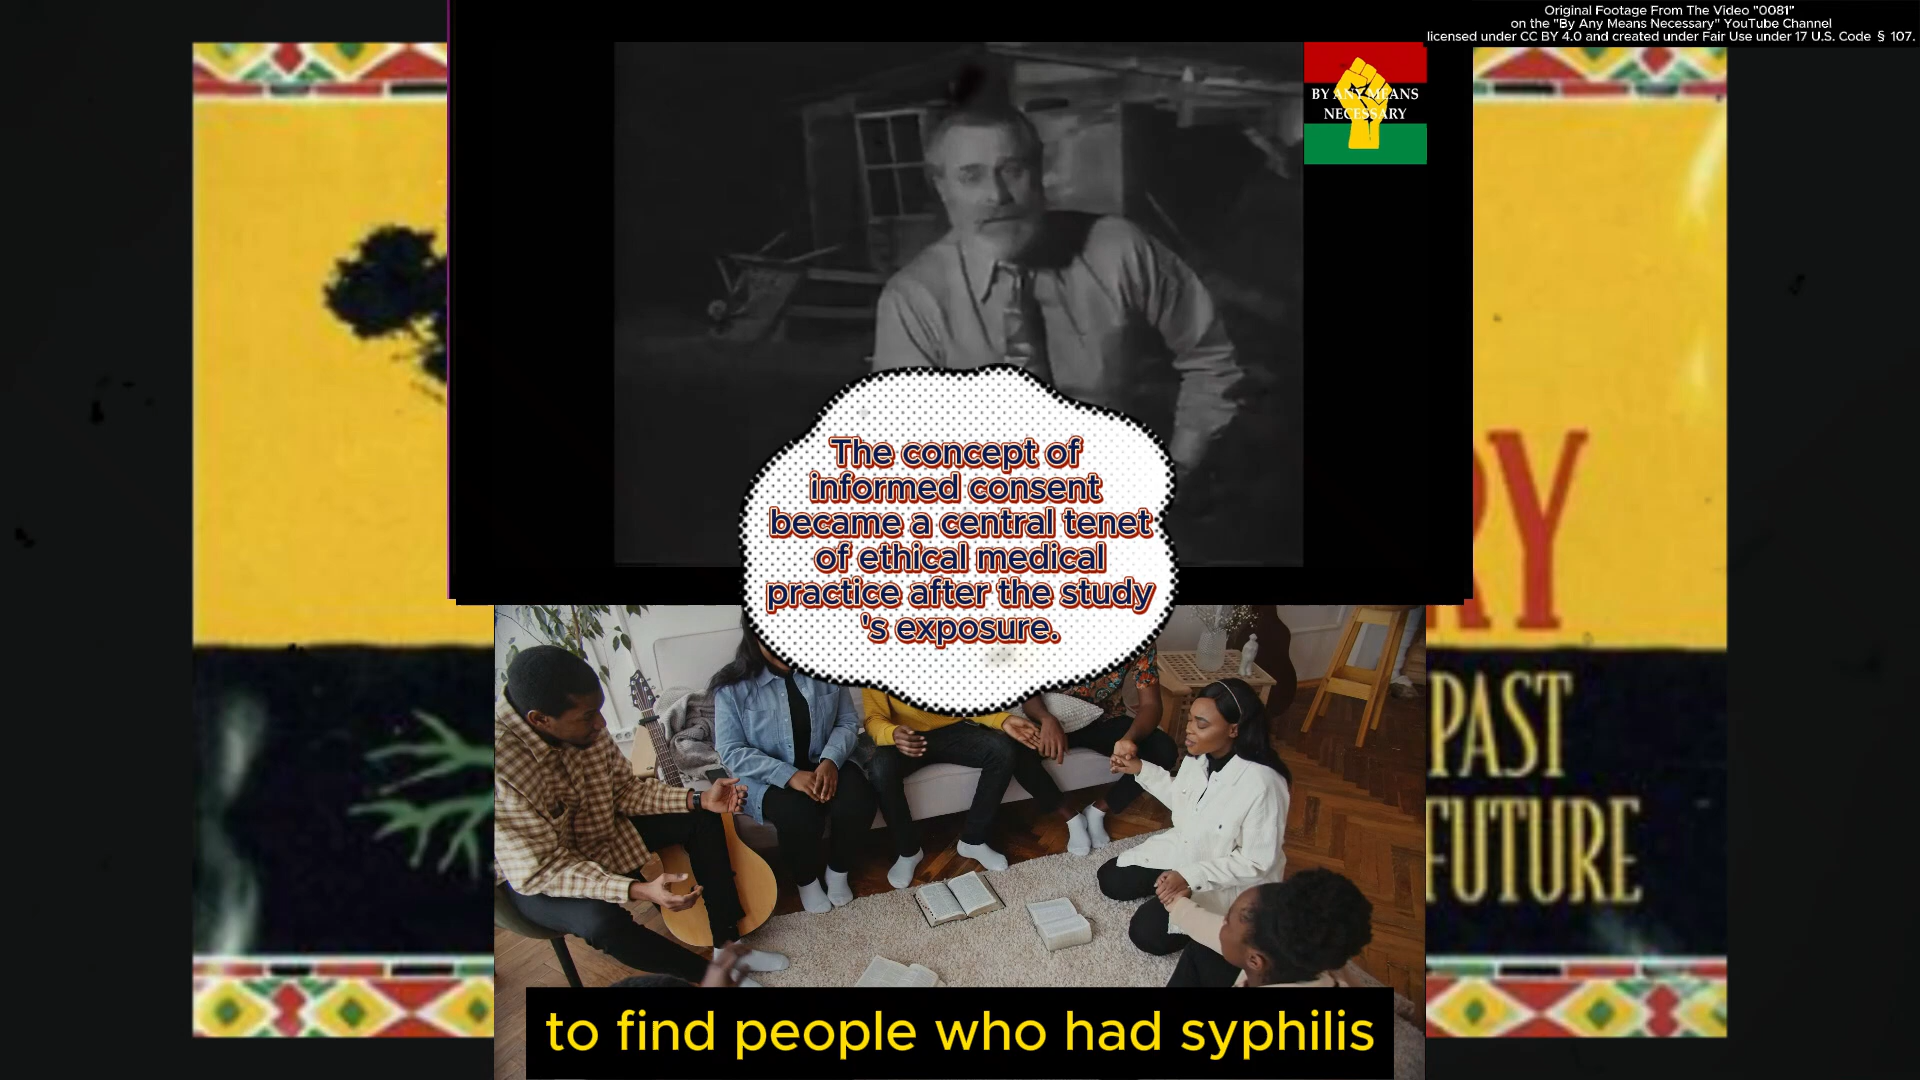 Original Footage From The Video "0081"
on the "By Any Means Necessary" YouTube Channel
licensed under CC BY 4.0 and created under Fair Use under 17 U.S. Code § 107.
BY ANY MEANS
NECESSARY
The concept of
informed consent
became a central tenet
of ethical medical
practice after the study
's exposure.
RY
PAST
FUTURE
to find people who had syphilis